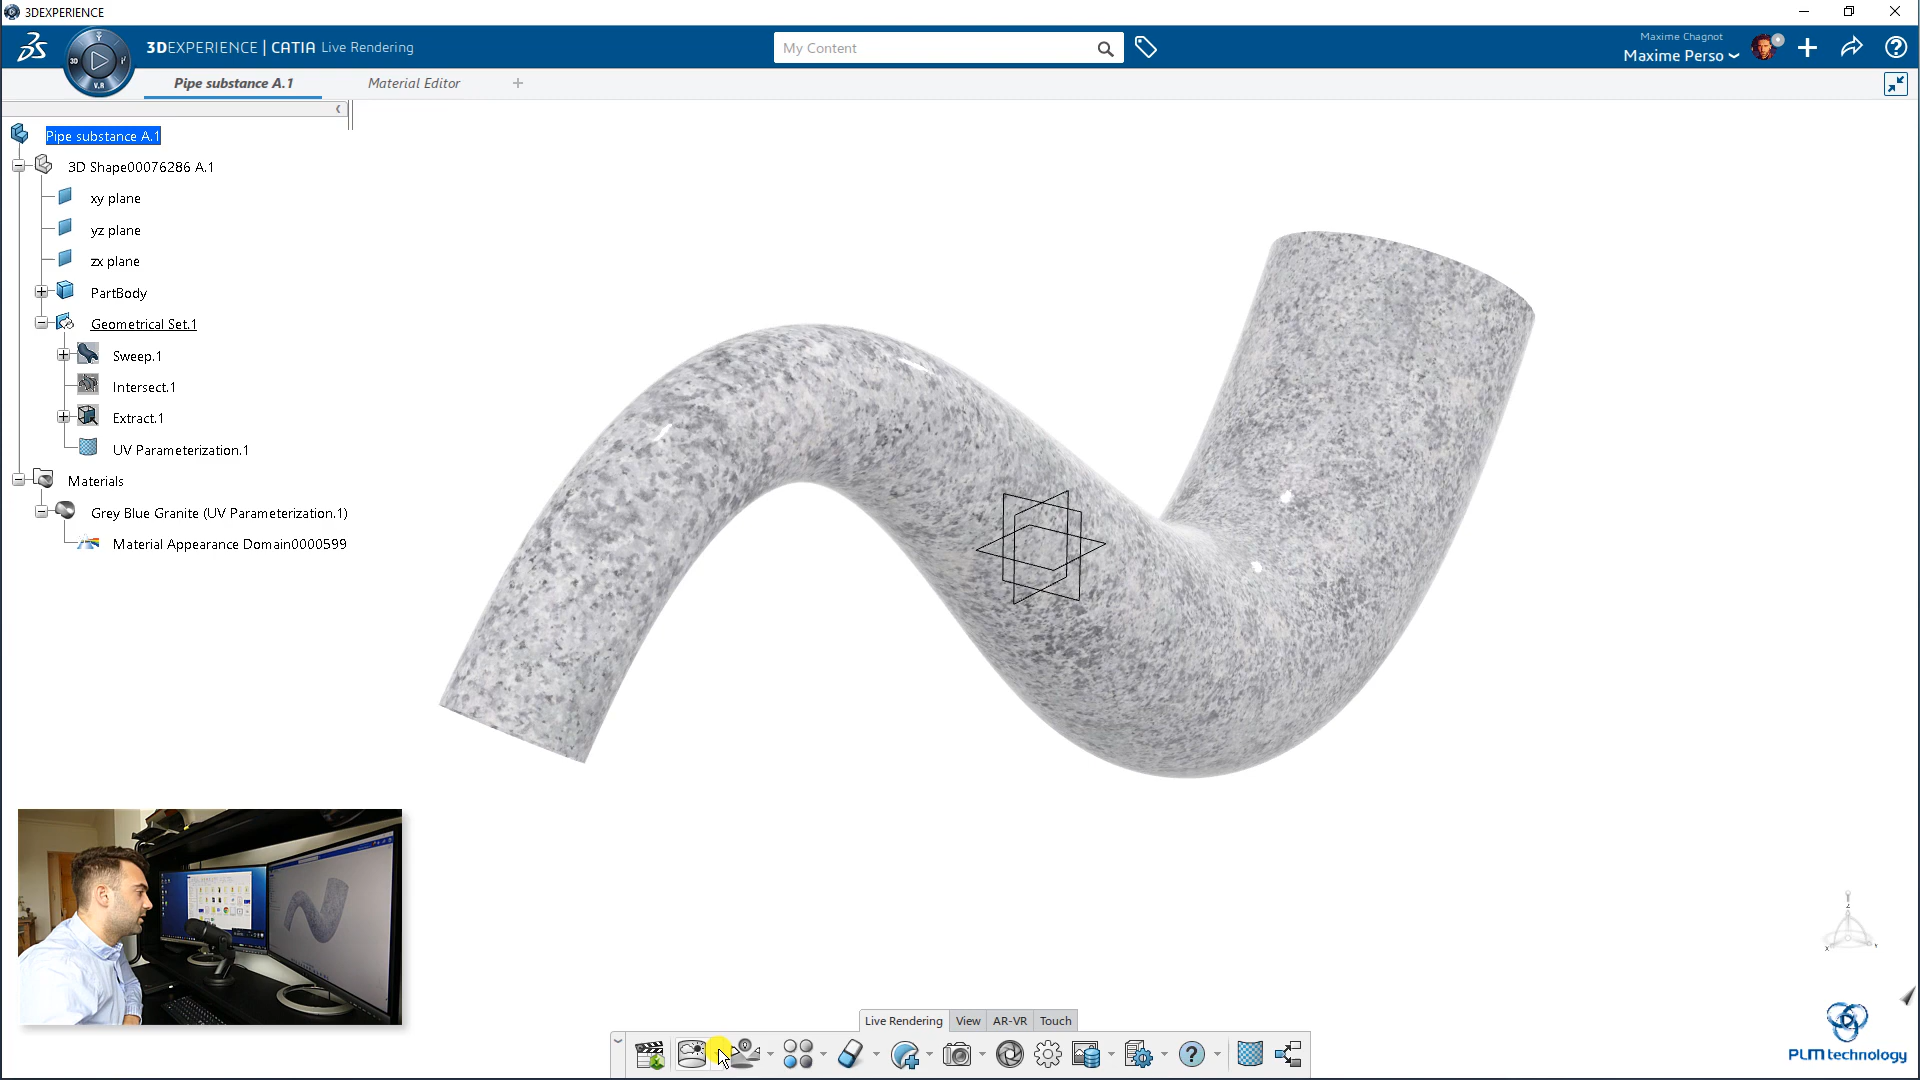 3DEXPERIENCE
3DEXPERIENCE | CATIA Live Rendering
3D
V.R
My Content
Maxime Chagnot
Maxime Perso
Pipe substance A.1
Material Editor
Pipe substance A.1
3D Shape00076286 A.1
xy plane
yz plane
zx plane
PartBody
Geometrical Set.1
Sweep.1
Intersect.1
Extract.1
UV Parameterization.1
Materials
Grey Blue Granite (UV Parameterization.1)
Material Appearance Domain0000599
Live Rendering
View
AR-VR
Touch
PLM technology